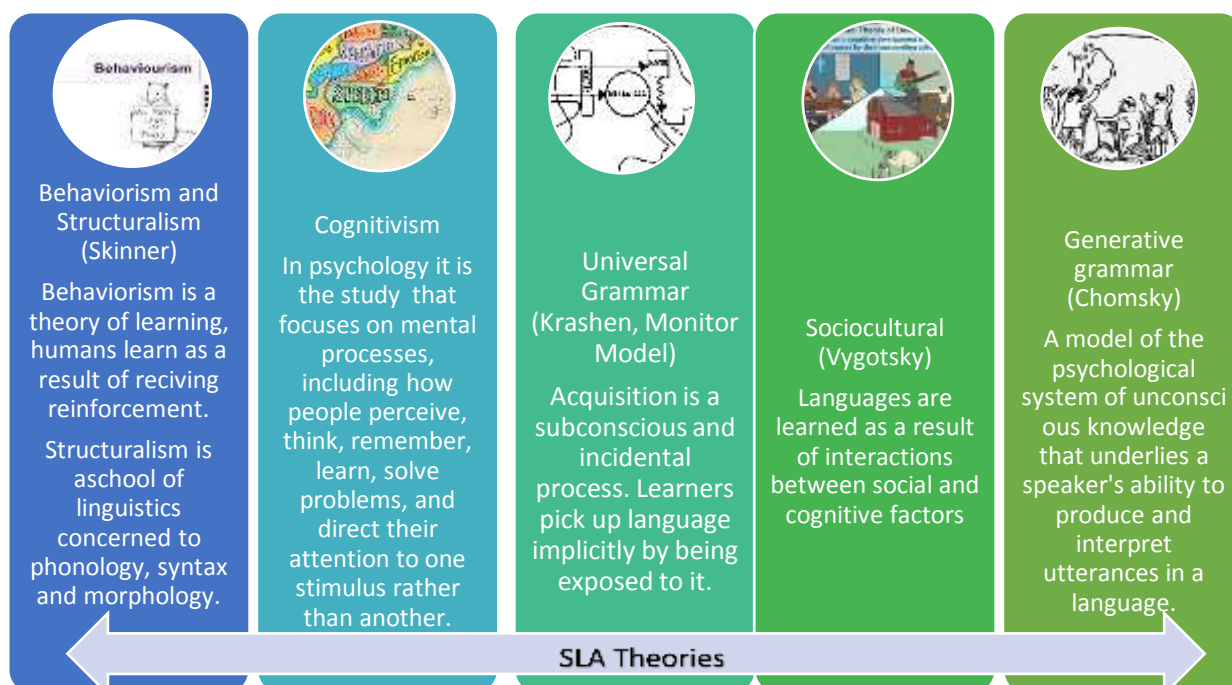 Behaviourism
Behaviorism and
Structuralism
(Skinner)
Behaviorism is a
theory of learning,
humans learn as a
result of reciving
reinforcement.
Structuralism is
aschool of
linguistics
concerned to
phonology, syntax
and morphology.
Cognitivism
In psychology it is
the study that
focuses on mental
processes,
including how
people perceive,
think, remember,
learn, solve
problems, and
direct their
attention to one
stimulus rather
than another.
Universal
Grammar
(Krashen, Monitor
Model)
Acquisition is a
subconscious and
incidental
process. Learners
pick up language
implicitly by being
exposed to it.
Sociocultural
(Vygotsky)
Languages are
learned as a result
of interactions
between social and
cognitive factors
Generative
grammar
(Chomsky)
A model of the
psychological
system of unconsci
ous knowledge
that underlies a
speaker's ability to
produce and
interpret
utterances in a
language.
SLA Theories